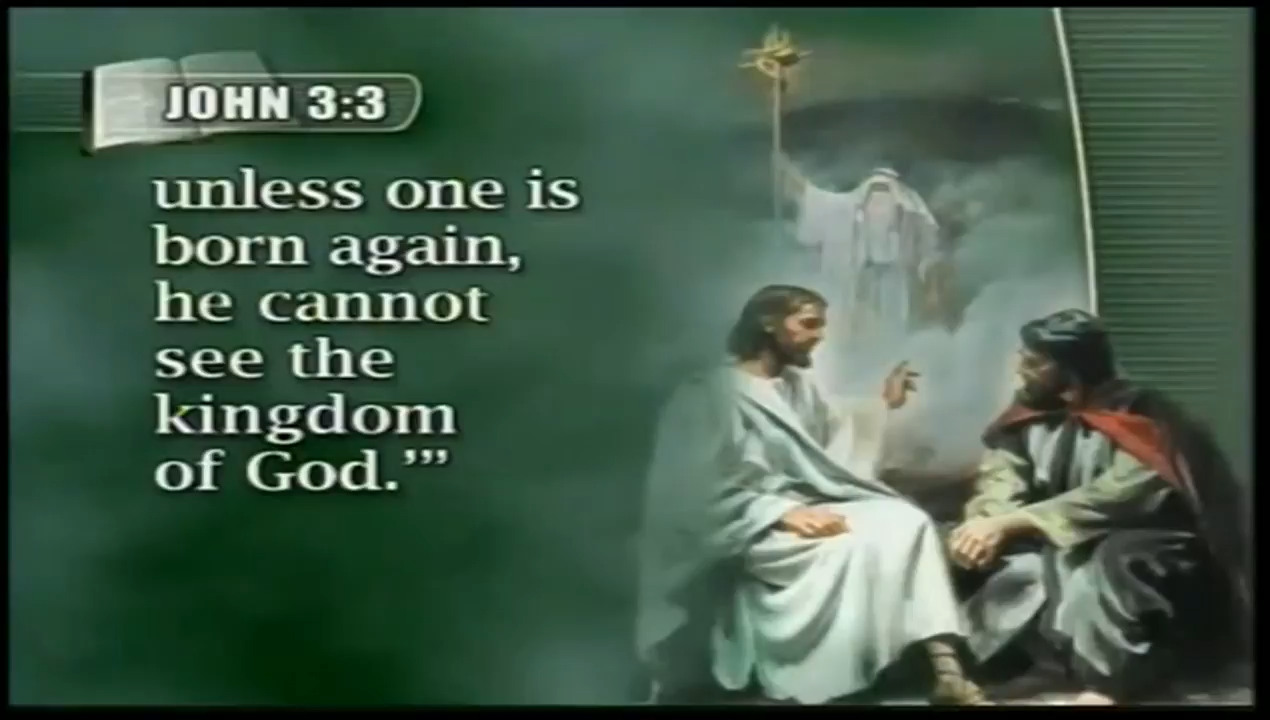 JOHN 3:3
unless one is
born again,
he cannot
see the
kingdom
of God.’”